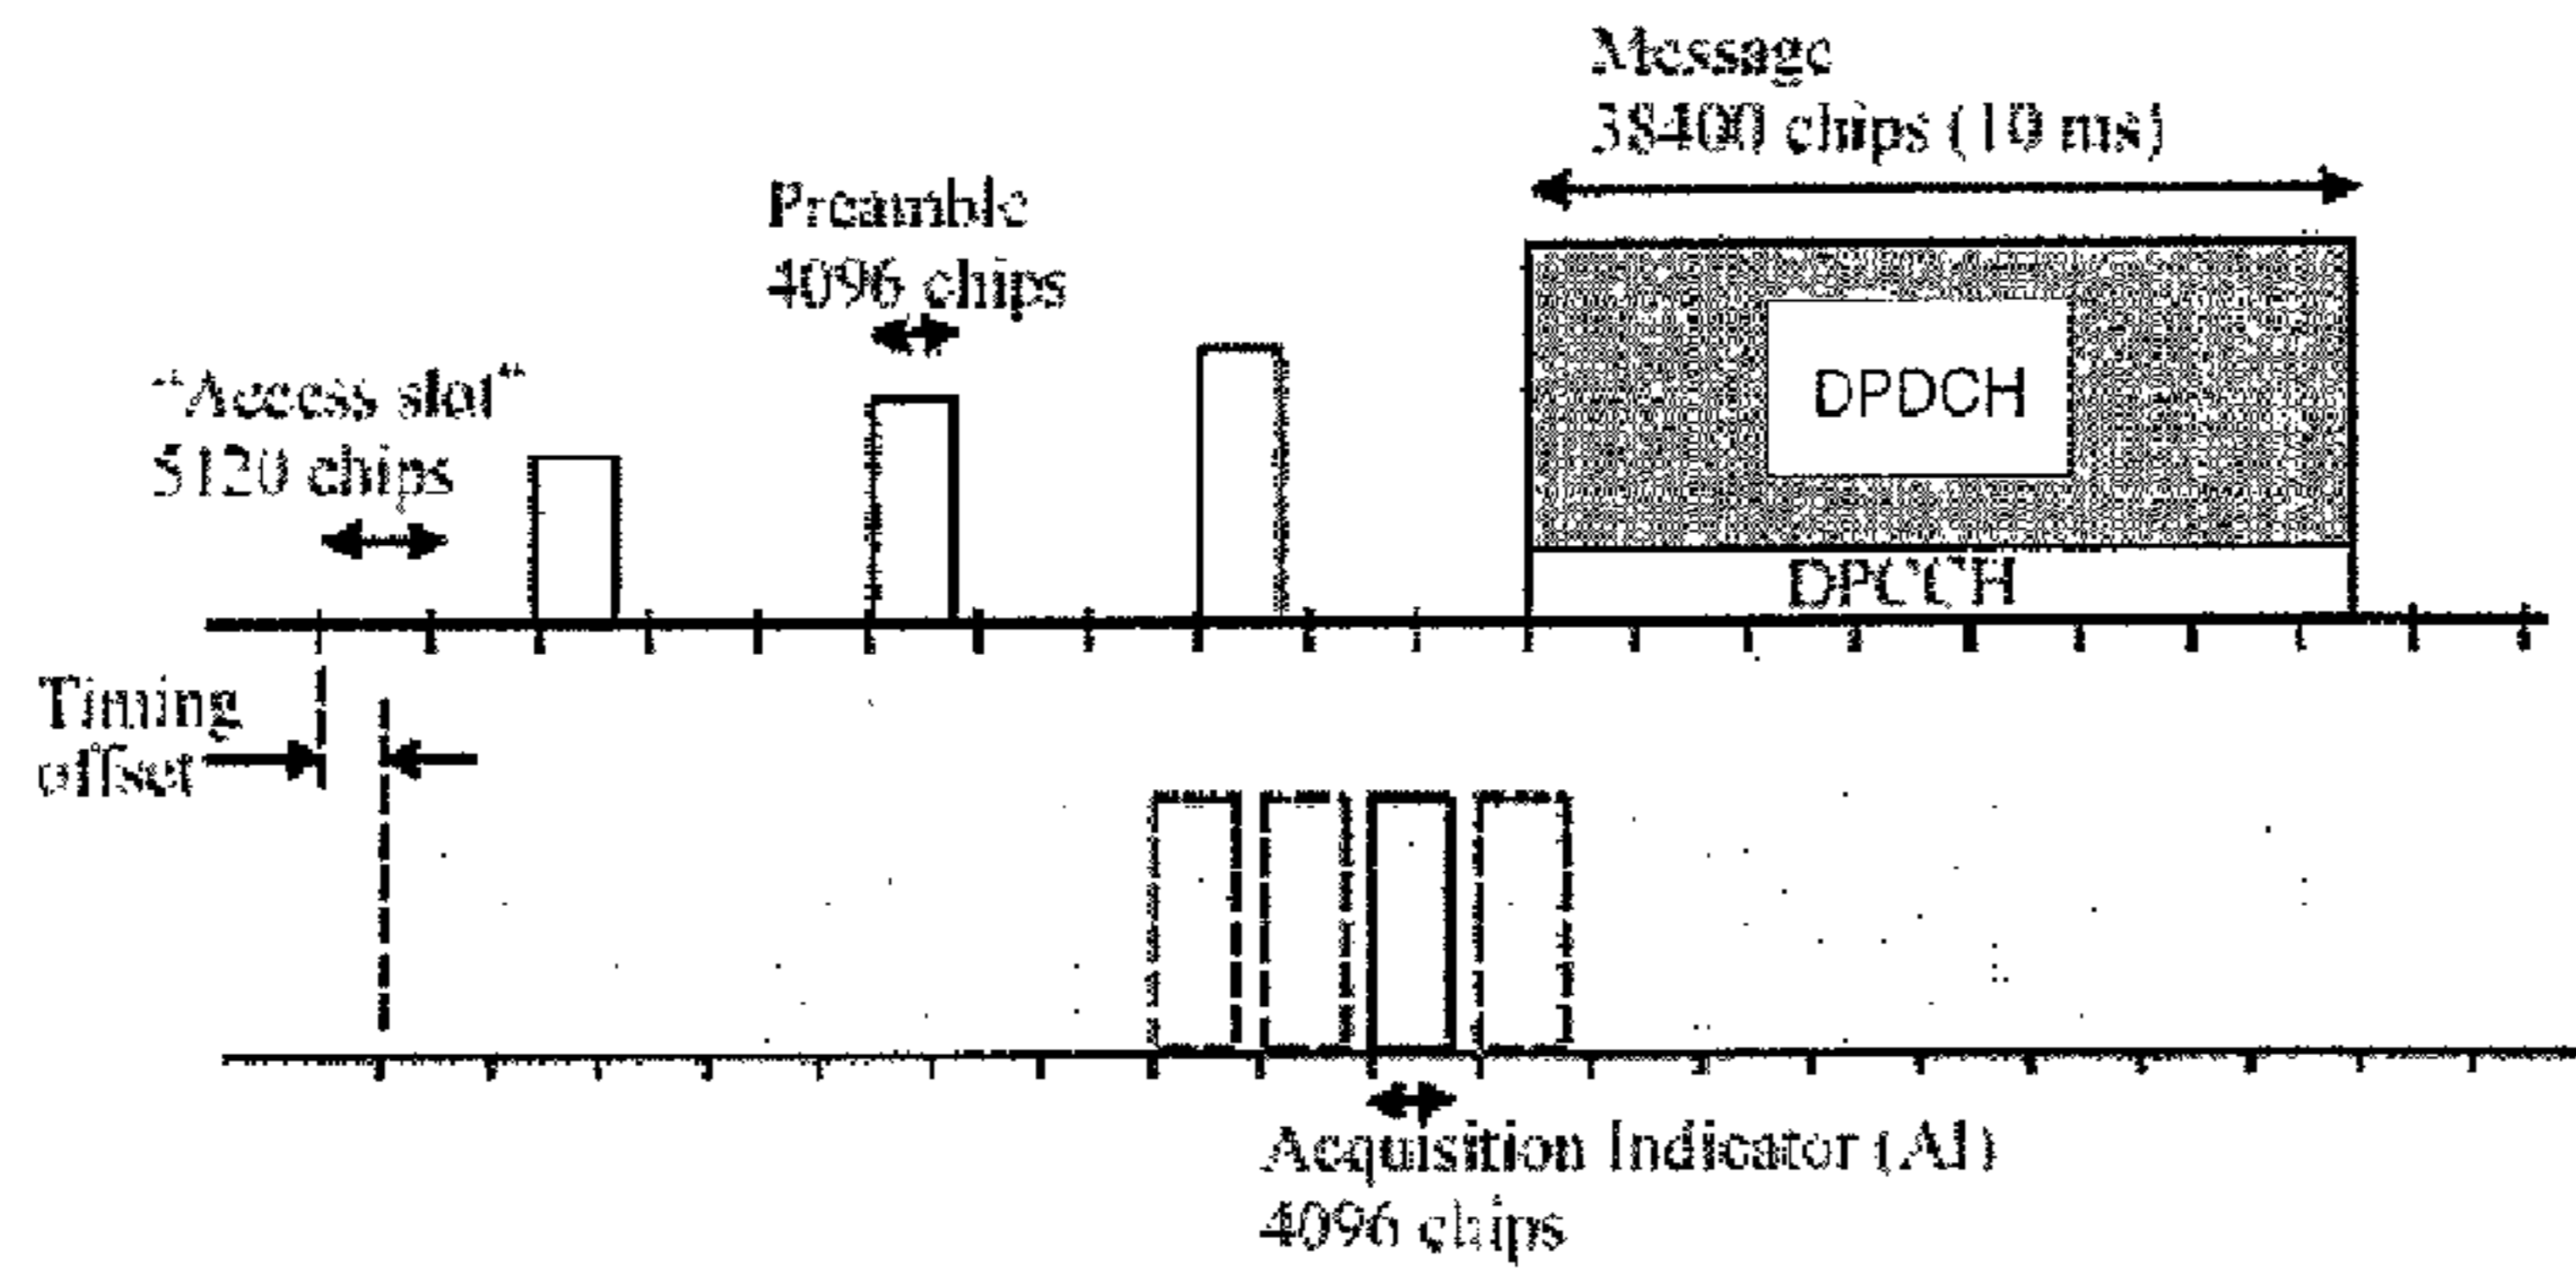 Message
38400 chips (10 ms)
Preamble
4096 chips
"Access slot"
5120 chips
DPDCH
DPCCH
Timing
offset
Acquisition Indicator (AI)
4096 chips